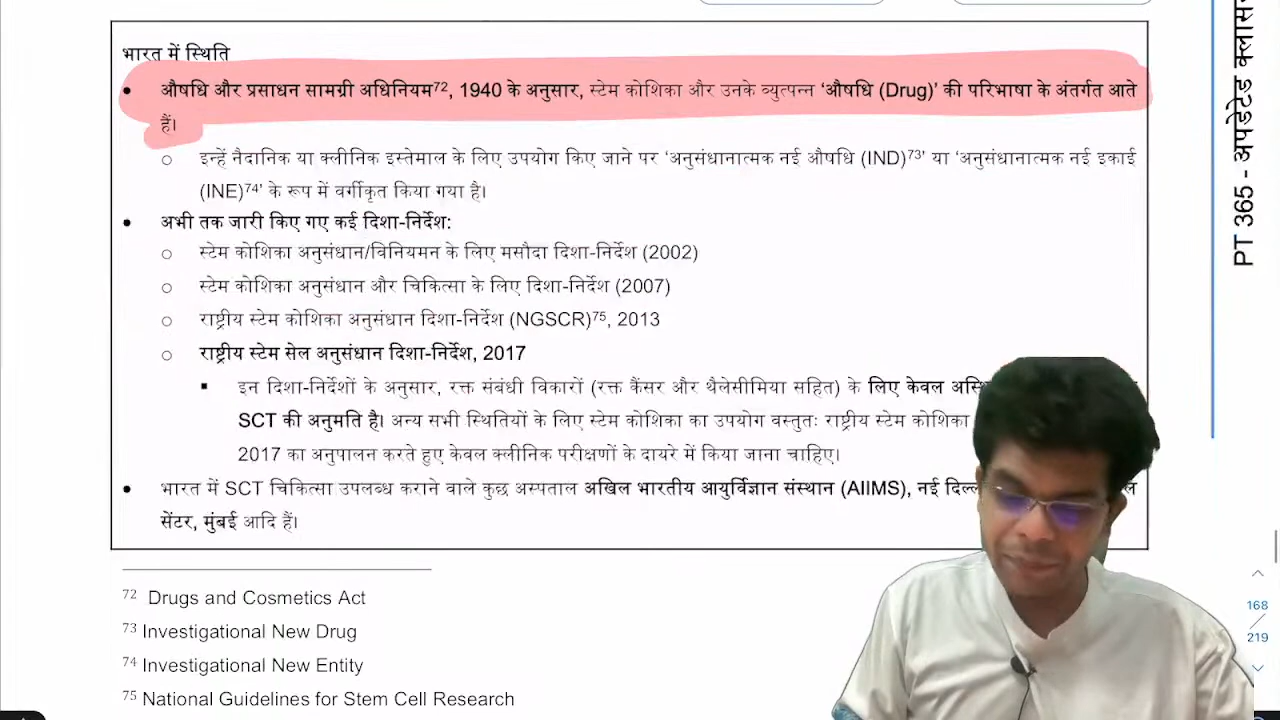 भारत में स्थिति
• औषधि और प्रसाधन सामग्री अधिनियम72, 1940 के अनुसार, स्टेम कोशिका और उनके व्युत्पन्न 'औषधि (Drug)' की परिभाषा के अंतर्गत आते
हैं।
○ इन्हें नैदानिक या क्लीनिक इस्तेमाल के लिए उपयोग किए जाने पर 'अनुसंधानात्मक नई औषधि (IND)73' या 'अनुसंधानात्मक नई इकाई
(INE)74' के रूप में वर्गीकृत किया गया है।
• अभी तक जारी किए गए कई दिशा-निर्देश:
○ स्टेम कोशिका अनुसंधान/विनियमन के लिए मसौदा दिशा-निर्देश (2002)
○ स्टेम कोशिका अनुसंधान और चिकित्सा के लिए दिशा-निर्देश (2007)
○ राष्ट्रीय स्टेम कोशिका अनुसंधान दिशा-निर्देश (NGSCR)75, 2013
○ राष्ट्रीय स्टेम सेल अनुसंधान दिशा-निर्देश, 2017
▪ इन दिशा-निर्देशों के अनुसार, रक्त संबंधी विकारों (रक्त कैंसर और थैलेसीमिया सहित) के लिए केवल
SCT की अनुमति है। अन्य सभी स्थितियों के लिए स्टेम कोशिका का उपयोग वस्तुतः राष्ट्रीय स्टेम कोशिका
2017 का अनुपालन करते हुए केवल क्लीनिक परीक्षणों के दायरे में किया जाना चाहिए।
• भारत में SCT चिकित्सा उपलब्ध कराने वाले कुछ अस्पताल अखिल भारतीय आयुर्विज्ञान संस्थान (AIIMS), नई
सेंटर, मुंबई आदि हैं।
72 Drugs and Cosmetics Act
73 Investigational New Drug
74 Investigational New Entity
75 National Guidelines for Stem Cell Research
PT 365 - अपडेटेड
168
219